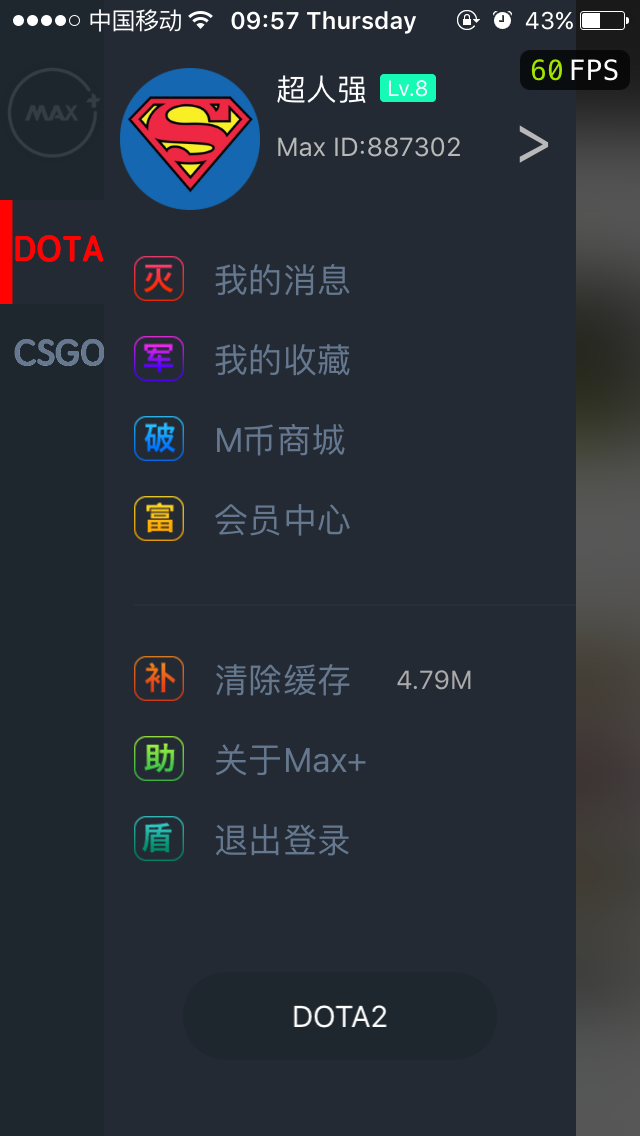 中国移动 09:57 Thursday 43%
60 FPS
MAX+
超人强 Lv.8
Max ID:887302 >
DOTA
CSGO
灭 我的消息
军 我的收藏
破 M币商城
富 会员中心
补 清除缓存 4.79M
助 关于Max+
盾 退出登录
DOTA2